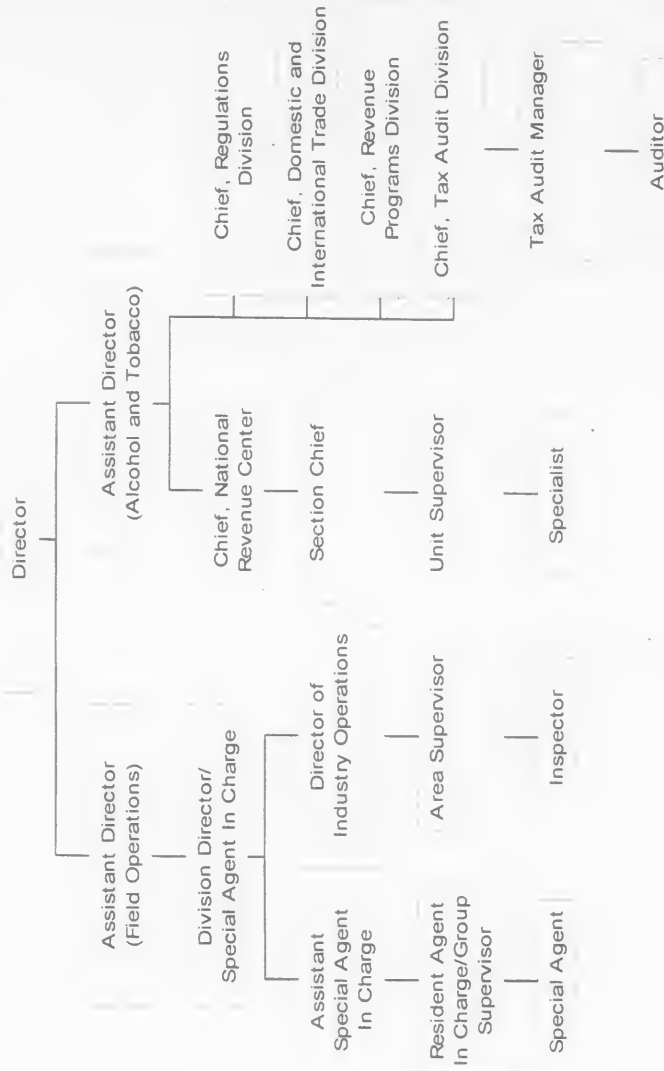 Director
Assistant Director
(Field Operations)
Assistant Director
(Alcohol and Tobacco)
Division Director/
Special Agent In Charge
Assistant
Special Agent
In Charge
Resident Agent
In Charge/Group
Supervisor
Special Agent
Director of
Industry Operations
Area Supervisor
Inspector
Chief, National
Revenue Center
Section Chief
Unit Supervisor
Specialist
Chief, Regulations
Division
Chief, Domestic and
International Trade Division
Chief, Revenue
Programs Division
Chief, Tax Audit Division
Tax Audit Manager
Auditor